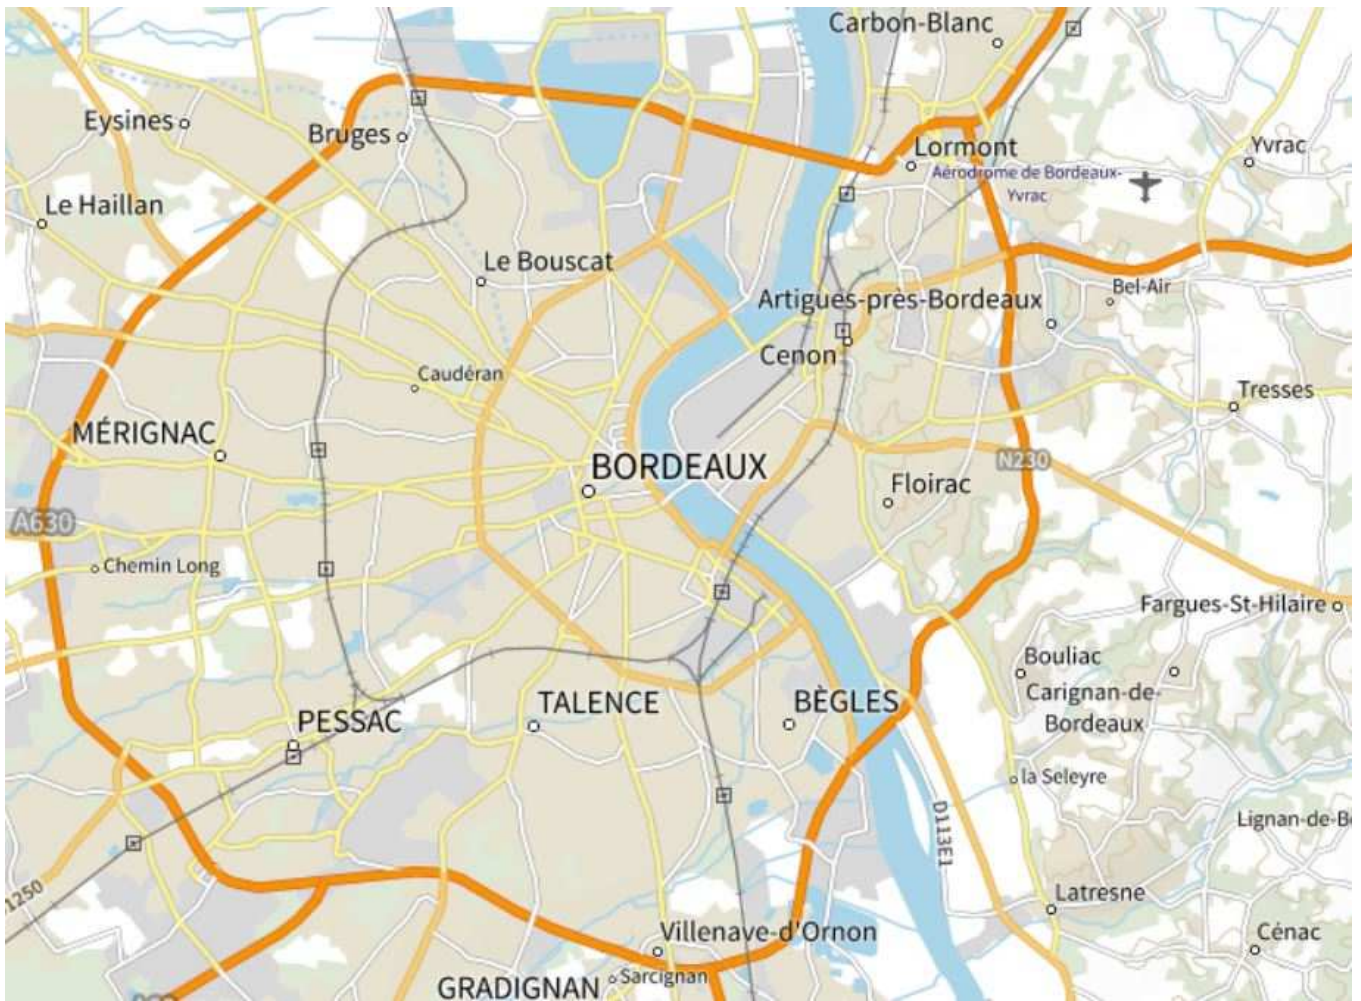 Carbon-Blanc
Eysines
Bruges
Lormont
Yvrac
Aérodrome de Bordeaux-
Yvrac
Le Haillan
Le Bouscat
Bel-Air
Artigues-près-Bordeaux
Cenon
Caudéran
Tresses
MÉRIGNAC
BORDEAUX
N230
Floirac
A630
Chemin Long
Fargues-St-Hilaire
Bouliac
Carignan-de-
Bordeaux
PESSAC
TALENCE
BÈGLES
la Seleyre
D113E1
Lignan-de-B
1250
Latresne
Villenave-d'Ornon
Cénac
Sarcignan
GRADIGNAN